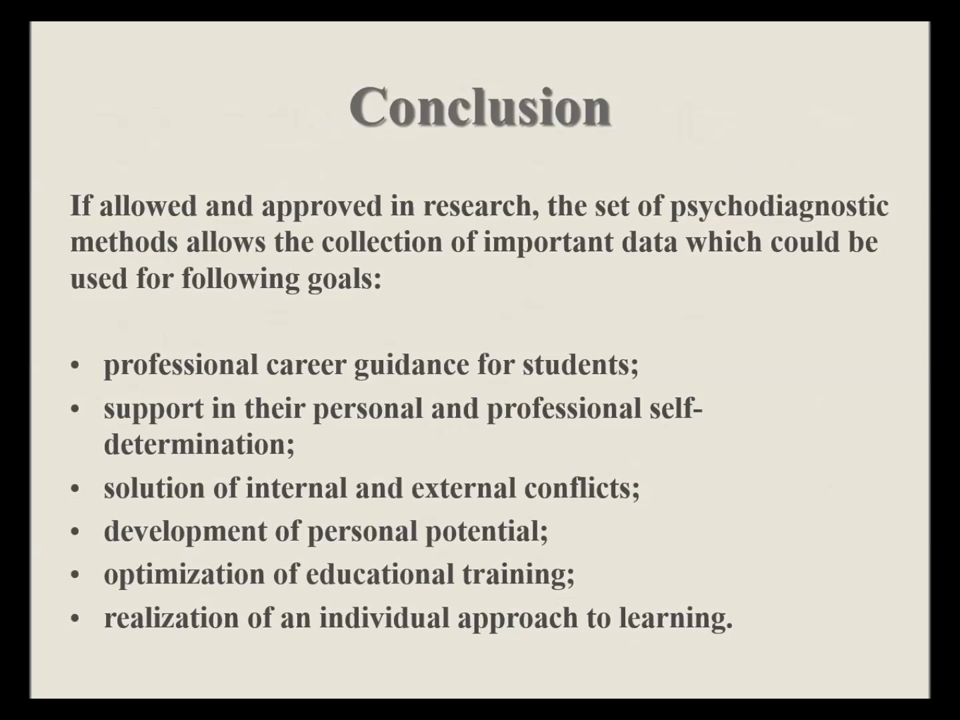 Conclusion
If allowed and approved in research, the set of psychodiagnostic
methods allows the collection of important data which could be
used for following goals:
• professional career guidance for students;
• support in their personal and professional self-
determination;
• solution of internal and external conflicts;
• development of personal potential;
• optimization of educational training;
• realization of an individual approach to learning.